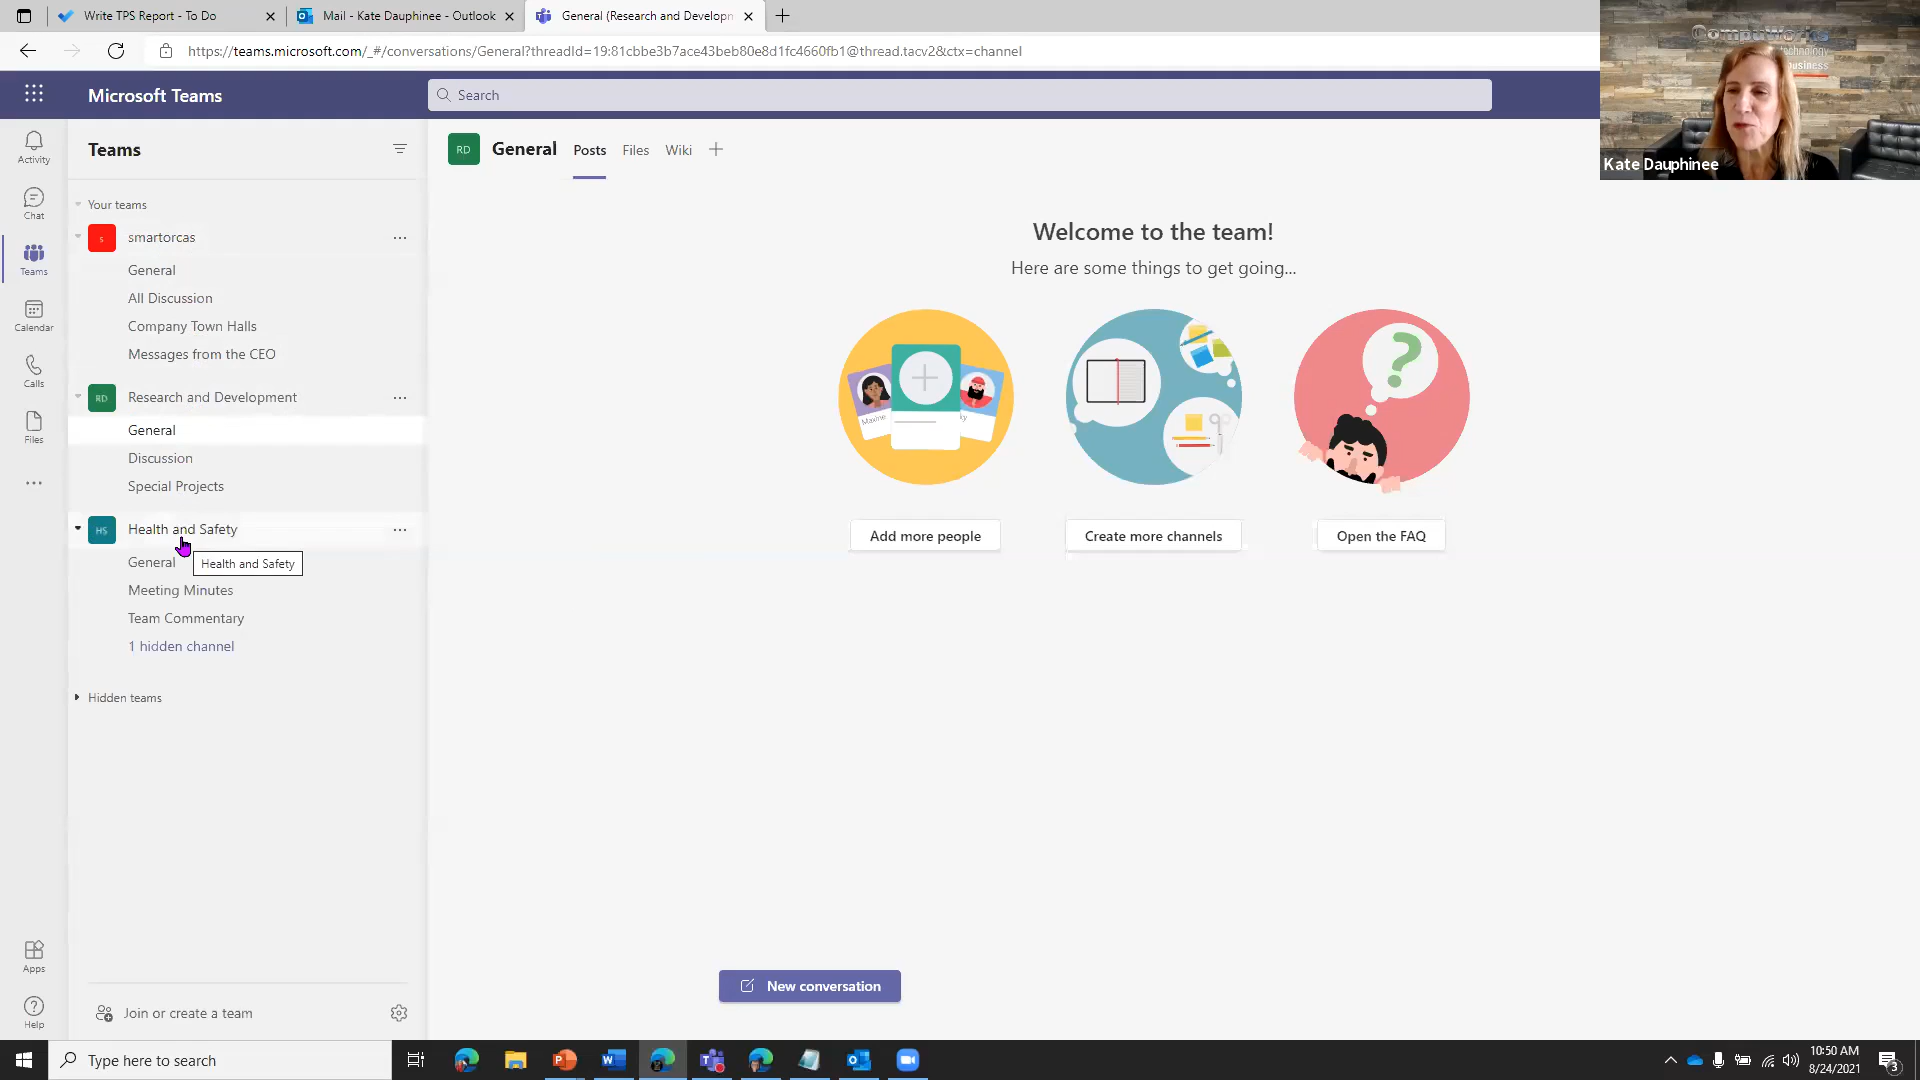 Write TPS Report - To Do
Mail - Kate Dauphinee - Outlook
General (Research and Developm
https://teams.microsoft.com/_#/conversations/General?threadId=19:81cbbe3b7ace43beb80e8d1fc4660fb1@thread.tacv2&ctx=channel
CompuWorks
technology
business
Kate Dauphinee
Microsoft Teams
Search
Activity
Chat
Teams
Calendar
Calls
Files
Apps
Help
Teams
Your teams
s
smartorcas
General
All Discussion
Company Town Halls
Messages from the CEO
RD
Research and Development
General
Discussion
Special Projects
HS
Health and Safety
General
Health and Safety
Meeting Minutes
Team Commentary
1 hidden channel
Hidden teams
Join or create a team
RD
General
Posts
Files
Wiki
Welcome to the team!
Here are some things to get going...
Maxine
ky
Add more people
Create more channels
Open the FAQ
New conversation
Type here to search
10:50 AM
8/24/2021
3